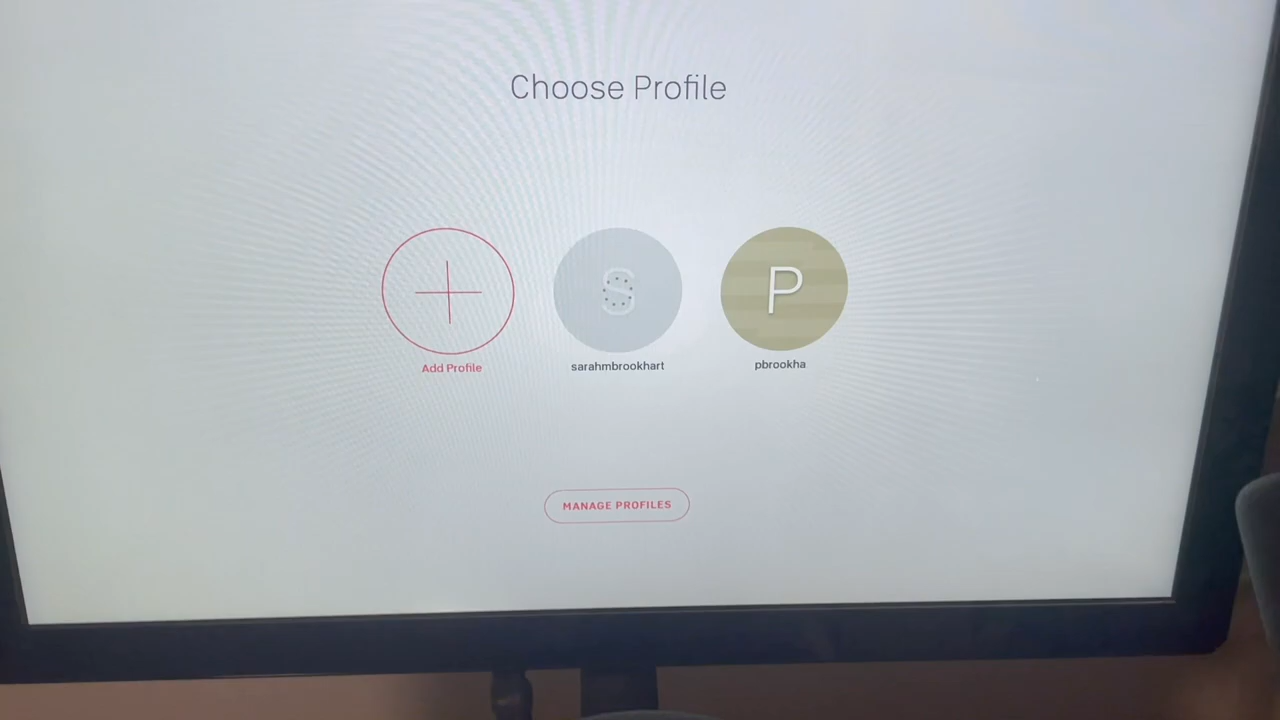 Choose Profile
S
P
Add Profile
sarahmbrookhart
pbrookha
MANAGE PROFILES